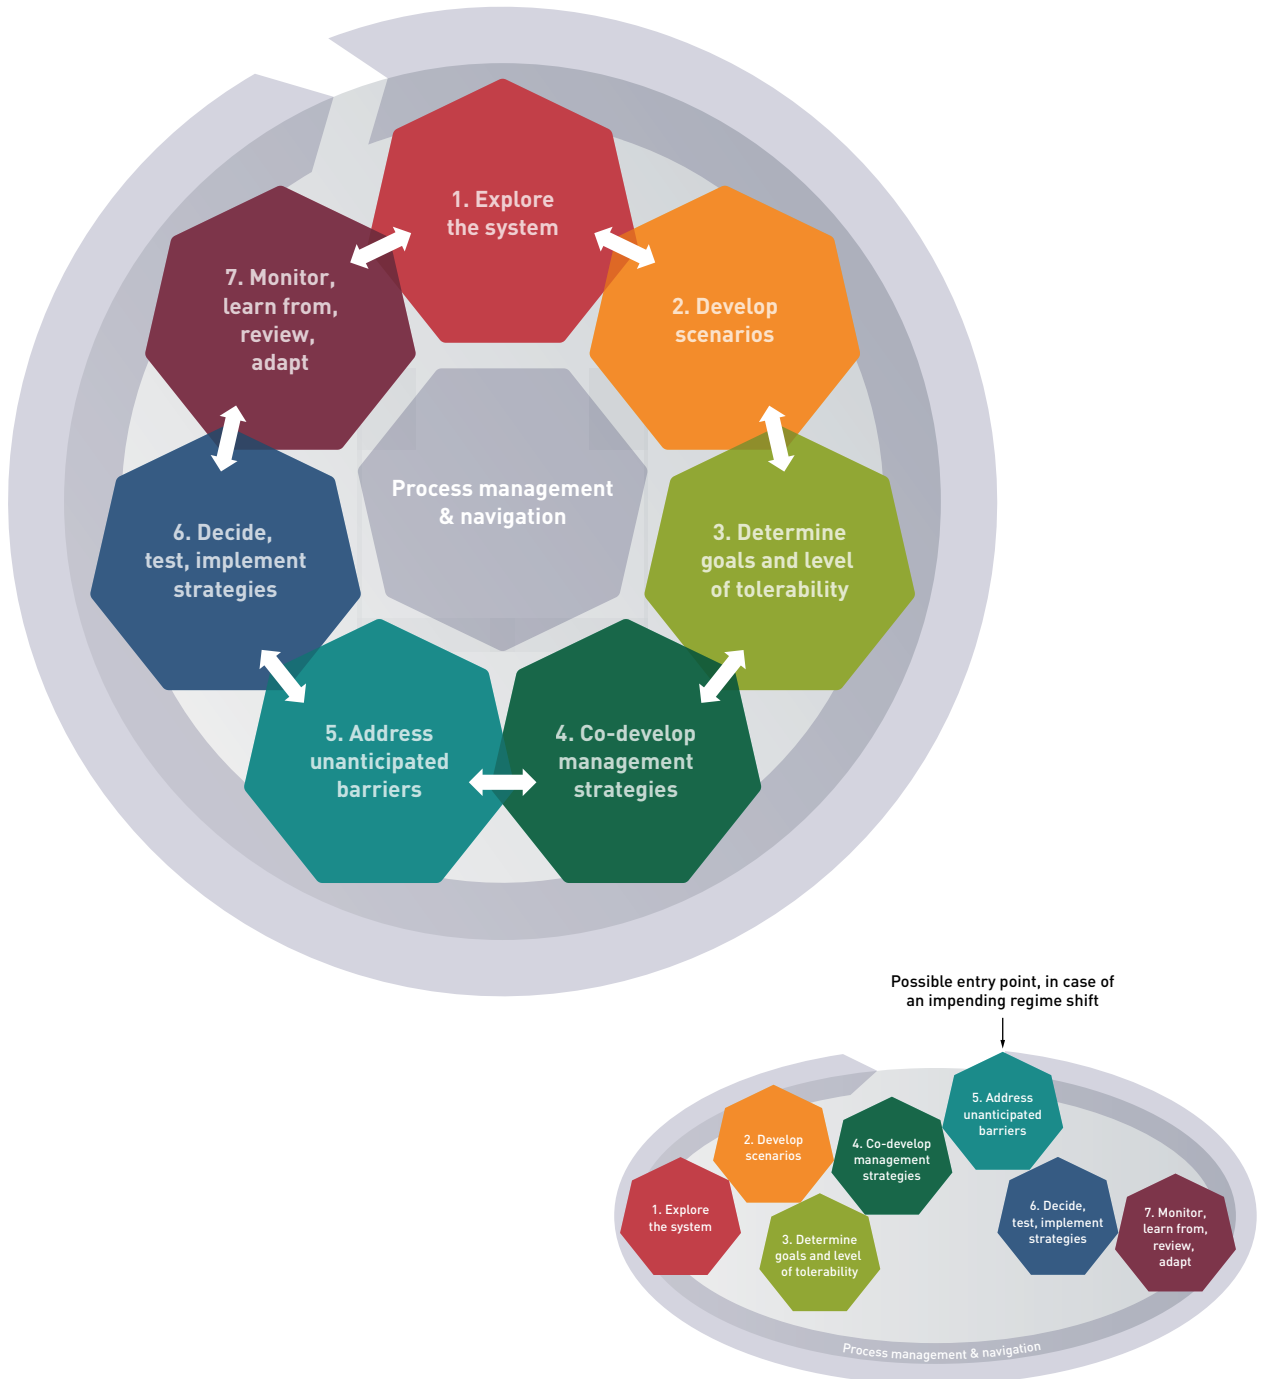 1. Explore
the system
2. Develop
scenarios
3. Determine
goals and level
of tolerability
4. Co-develop
management
strategies
5. Address
unanticipated
barriers
6. Decide,
test, implement
strategies
7. Monitor,
learn from,
review,
adapt
Process management
& navigation
Possible entry point, in case of
an impending regime shift
1. Explore
the system
2. Develop
scenarios
3. Determine
goals and level
of tolerability
4. Co-develop
management
strategies
5. Address
unanticipated
barriers
6. Decide,
test, implement
strategies
7. Monitor,
learn from,
review,
adapt
Process management & navigation